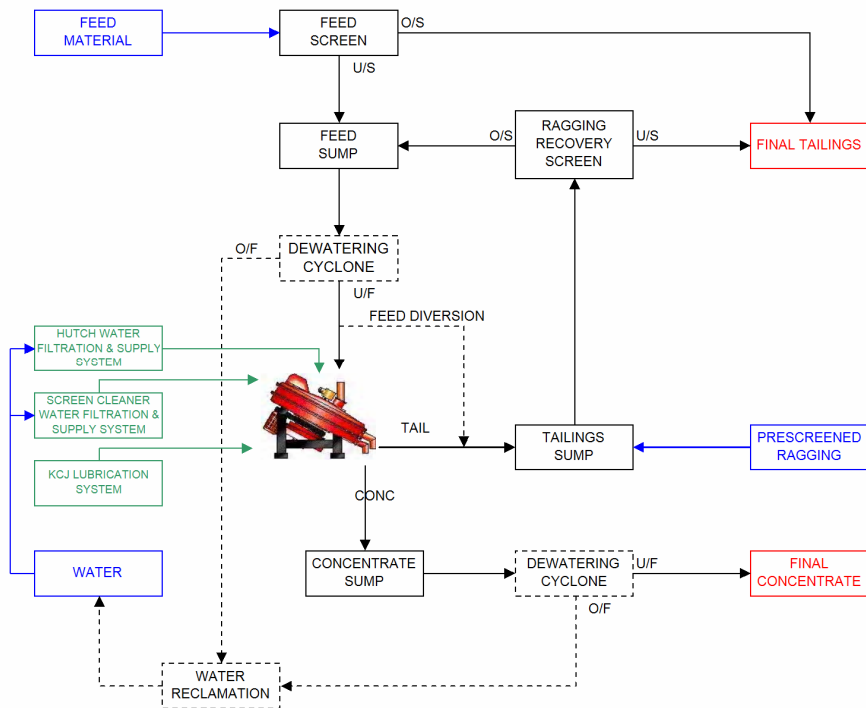 FEED
MATERIAL
FEED
SCREEN
O/S
U/S
FEED
SUMP
O/S
RAGGING
RECOVERY
SCREEN
U/S
FINAL TAILINGS
O/F
DEWATERING
CYCLONE
U/F
FEED DIVERSION
HUTCH WATER
FILTRATION & SUPPLY
SYSTEM
SCREEN CLEANER
WATER FILTRATION &
SUPPLY SYSTEM
KCJ LUBRICATION
SYSTEM
TAIL
TAILINGS
SUMP
PRESCREENED
RAGGING
CONC
WATER
CONCENTRATE
SUMP
DEWATERING
CYCLONE
U/F
O/F
FINAL
CONCENTRATE
WATER
RECLAMATION